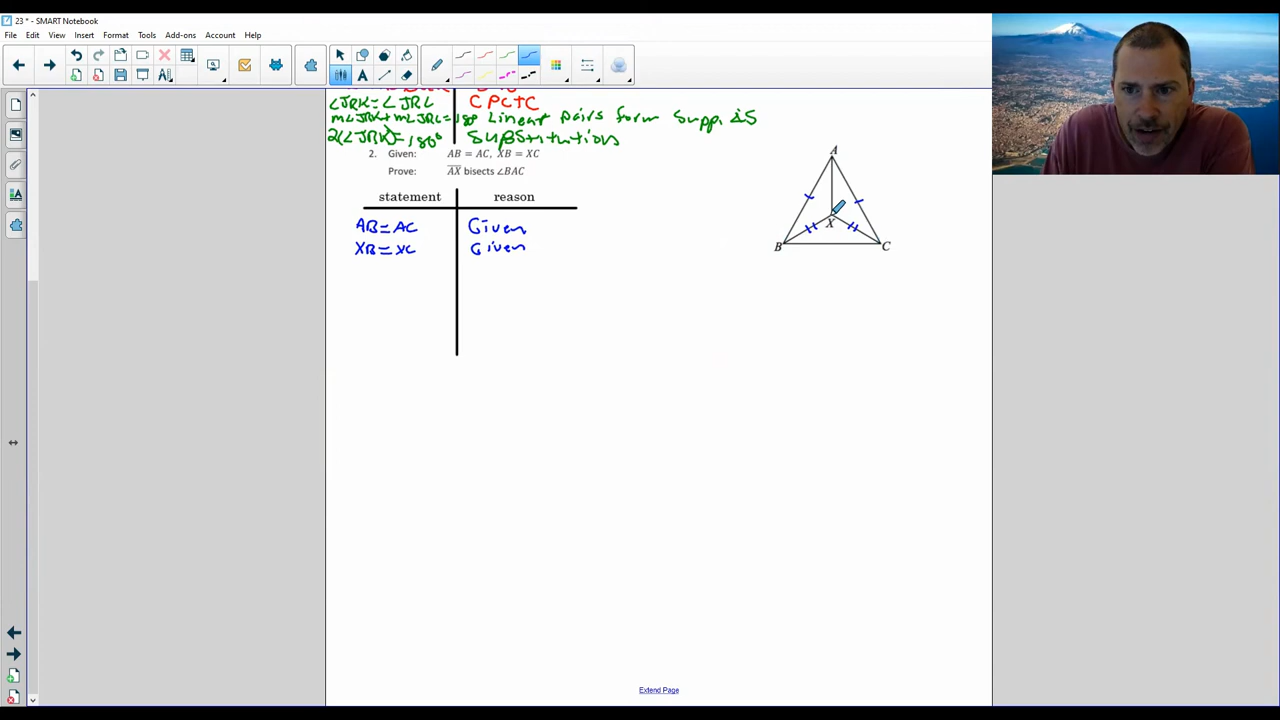 23 * - SMART Notebook
File Edit View Insert Format Tools Add-ons Account Help
∠JRK = ∠JRL CPCTC
m∠JRK + m∠JRL = 180 Linear Pairs form Supp. ∠s
2(∠JRK) = 180° Substitutions
2. Given: AB = AC, XB = XC
Prove: AX bisects ∠BAC
statement reason
AB = AC Given
XB = XC Given
A
X
B
C
Extend Page